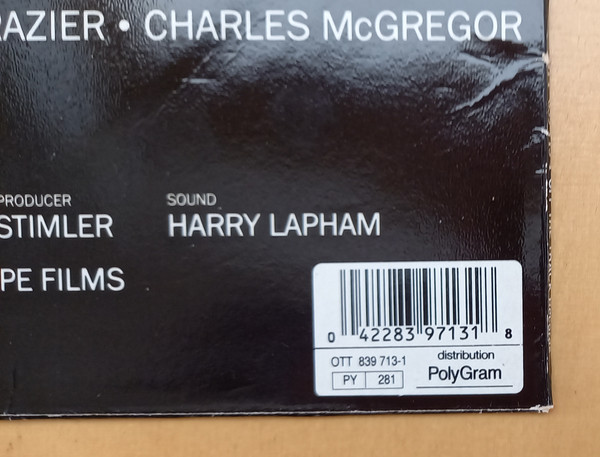 RAZIER • CHARLES McGREGOR
PRODUCER
STIMLER
SOUND
HARRY LAPHAM
PE FILMS
0 42283 97131 8
OTT 839 713-1
PY 281
distribution
PolyGram